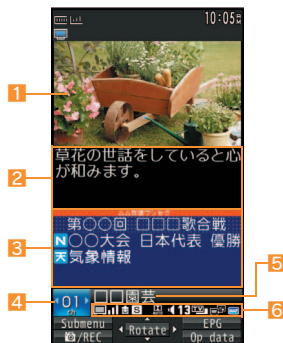 10:05
1
草花の世話をしていると心
が和みます。
2
第○○回 □□□歌合戦
N○○大会 日本代表 優勝
天気象情報
3
4
01
ch
□□園芸
5
S 13
6
Submenu
Rotate
EPG
/REC
Op data